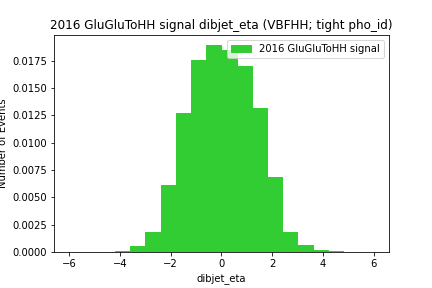 2016 GluGluToHH signal dibjet_eta (VBFHH; tight pho_id)
2016 GluGluToHH signal
Number of Events
0.0175
0.0150
0.0125
0.0100
0.0075
0.0050
0.0025
0.0000
−6 −4 −2 0 2 4 6
dibjet_eta